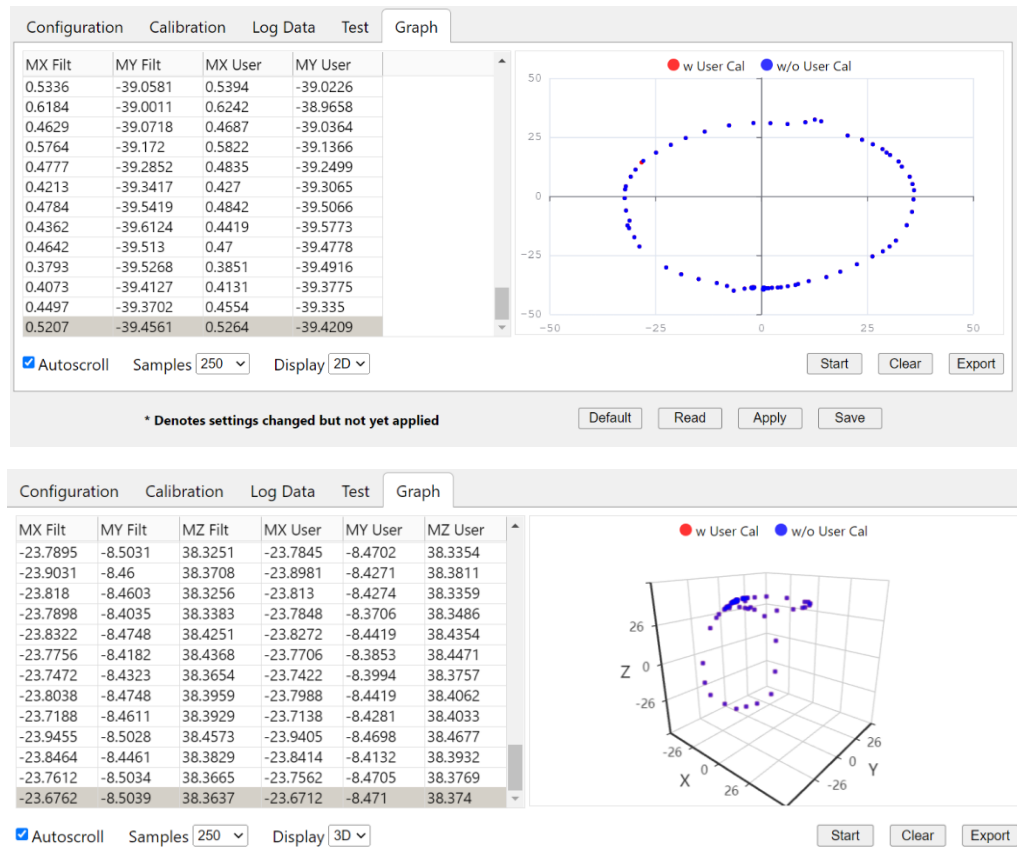 Configuration Calibration Log Data Test Graph
MX Filt MY Filt MX User MY User
0.5336 -39.0581 0.5394 -39.0226
0.6184 -39.0011 0.6242 -38.9658
0.4629 -39.0718 0.4687 -39.0364
0.5764 -39.172 0.5822 -39.1366
0.4777 -39.2852 0.4835 -39.2499
0.4213 -39.3417 0.427 -39.3065
0.4784 -39.5419 0.4842 -39.5066
0.4362 -39.6124 0.4419 -39.5773
0.4642 -39.513 0.47 -39.4778
0.3793 -39.5268 0.3851 -39.4916
0.4073 -39.4127 0.4131 -39.3775
0.4497 -39.3702 0.4554 -39.335
0.5207 -39.4561 0.5264 -39.4209
w User Cal w/o User Cal
50
25
0
-25
-50
-50 -25 0 25 50
Autoscroll Samples 250 Display 2D Start Clear Export
* Denotes settings changed but not yet applied Default Read Apply Save
Configuration Calibration Log Data Test Graph
MX Filt MY Filt MZ Filt MX User MY User MZ User
-23.7895 -8.5031 38.3251 -23.7845 -8.4702 38.3354
-23.9031 -8.46 38.3708 -23.8981 -8.4271 38.3811
-23.818 -8.4603 38.3256 -23.813 -8.4274 38.3359
-23.7898 -8.4035 38.3383 -23.7848 -8.3706 38.3486
-23.8322 -8.4748 38.4251 -23.8272 -8.4419 38.4354
-23.7756 -8.4182 38.4368 -23.7706 -8.3853 38.4471
-23.7472 -8.4323 38.3654 -23.7422 -8.3994 38.3757
-23.8038 -8.4748 38.3959 -23.7988 -8.4419 38.4062
-23.7188 -8.4611 38.3929 -23.7138 -8.4281 38.4033
-23.9455 -8.5028 38.4573 -23.9405 -8.4698 38.4677
-23.8464 -8.4461 38.3829 -23.8414 -8.4132 38.3932
-23.7612 -8.5034 38.3665 -23.7562 -8.4705 38.3769
-23.6762 -8.5039 38.3637 -23.6712 -8.471 38.374
w User Cal w/o User Cal
26
Z 0
-26
-26 26
0 0 Y
X -26
26
Autoscroll Samples 250 Display 3D Start Clear Export